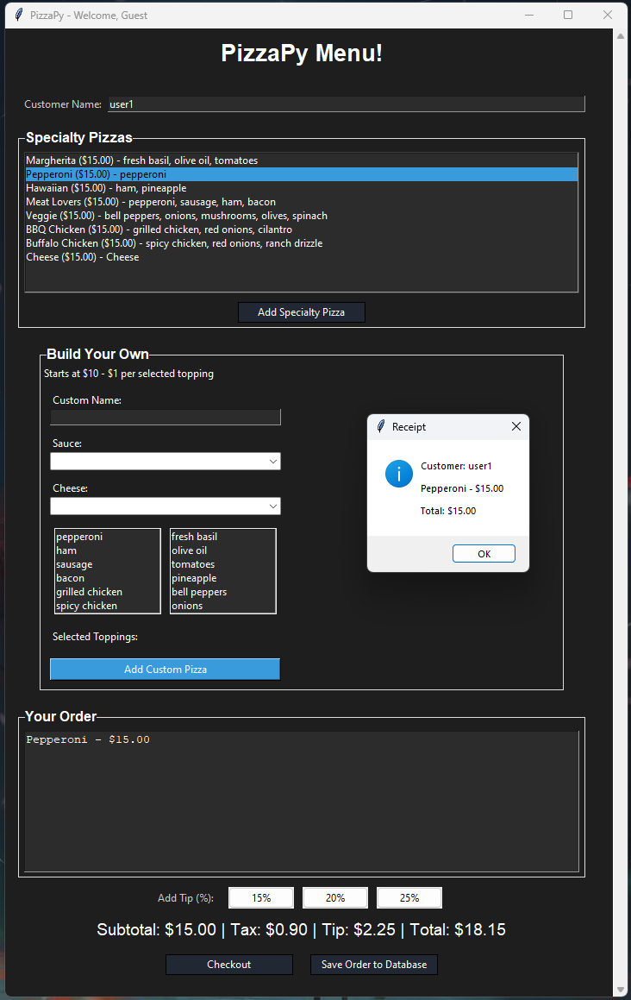 PizzaPy - Welcome, Guest
PizzaPy Menu!
Customer Name: user1
Specialty Pizzas
Margherita ($15.00) - fresh basil, olive oil, tomatoes
Pepperoni ($15.00) - pepperoni
Hawaiian ($15.00) - ham, pineapple
Meat Lovers ($15.00) - pepperoni, sausage, ham, bacon
Veggie ($15.00) - bell peppers, onions, mushrooms, olives, spinach
BBQ Chicken ($15.00) - grilled chicken, red onions, cilantro
Buffalo Chicken ($15.00) - spicy chicken, red onions, ranch drizzle
Cheese ($15.00) - Cheese
Add Specialty Pizza
Build Your Own
Starts at $10 - $1 per selected topping
Custom Name:
Sauce:
Cheese:
pepperoni
ham
sausage
bacon
grilled chicken
spicy chicken
fresh basil
olive oil
tomatoes
pineapple
bell peppers
onions
Selected Toppings:
Add Custom Pizza
Receipt
Customer: user1
Pepperoni - $15.00
Total: $15.00
OK
Your Order
Pepperoni - $15.00
Add Tip (%): 15% 20% 25%
Subtotal: $15.00 | Tax: $0.90 | Tip: $2.25 | Total: $18.15
Checkout Save Order to Database